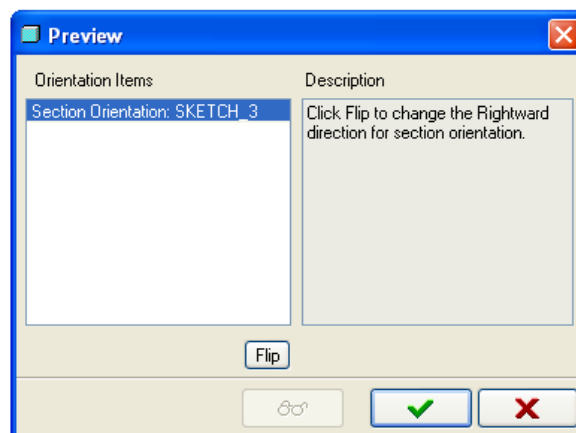 Preview
Orientation Items
Description
Section Orientation: SKETCH_3
Click Flip to change the Rightward
direction for section orientation.
Flip